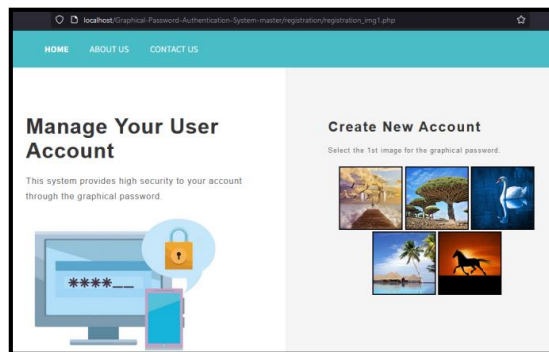 localhost/Graphical-Password-Authentication-System-master/registration/registration_img1.php
HOME ABOUT US CONTACT US
Manage Your User
Account
This system provides high security to your account
through the graphical password.
****__
Create New Account
Select the 1st image for the graphical password.